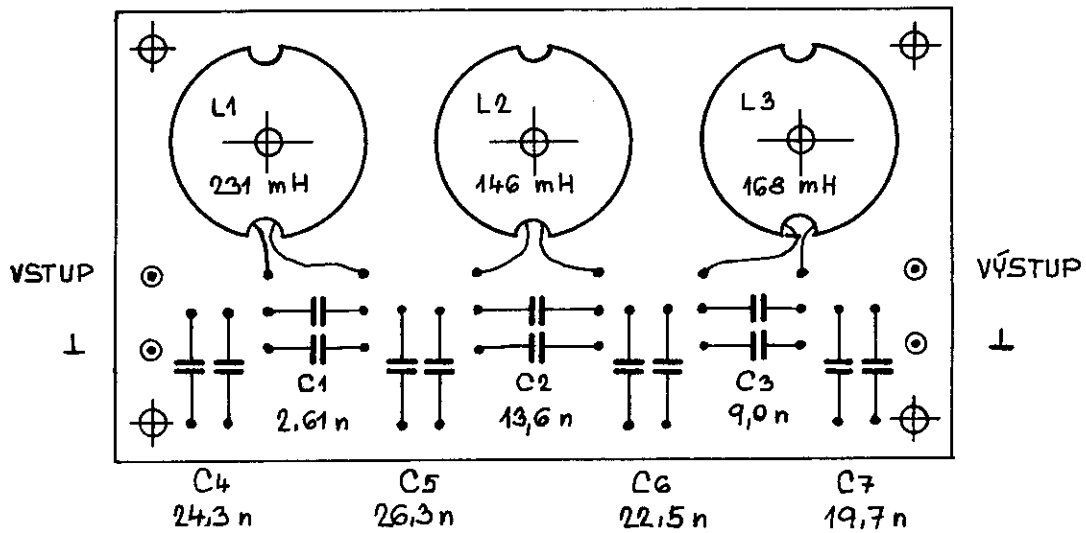 L1
L2
L3
231 mH
146 mH
168 mH
VSTUP
VÝSTUP
⊥
⊥
C1
C2
C3
2,61 n
13,6 n
9,0 n
C4
C5
C6
C7
24,3 n
26,3 n
22,5 n
19,7 n